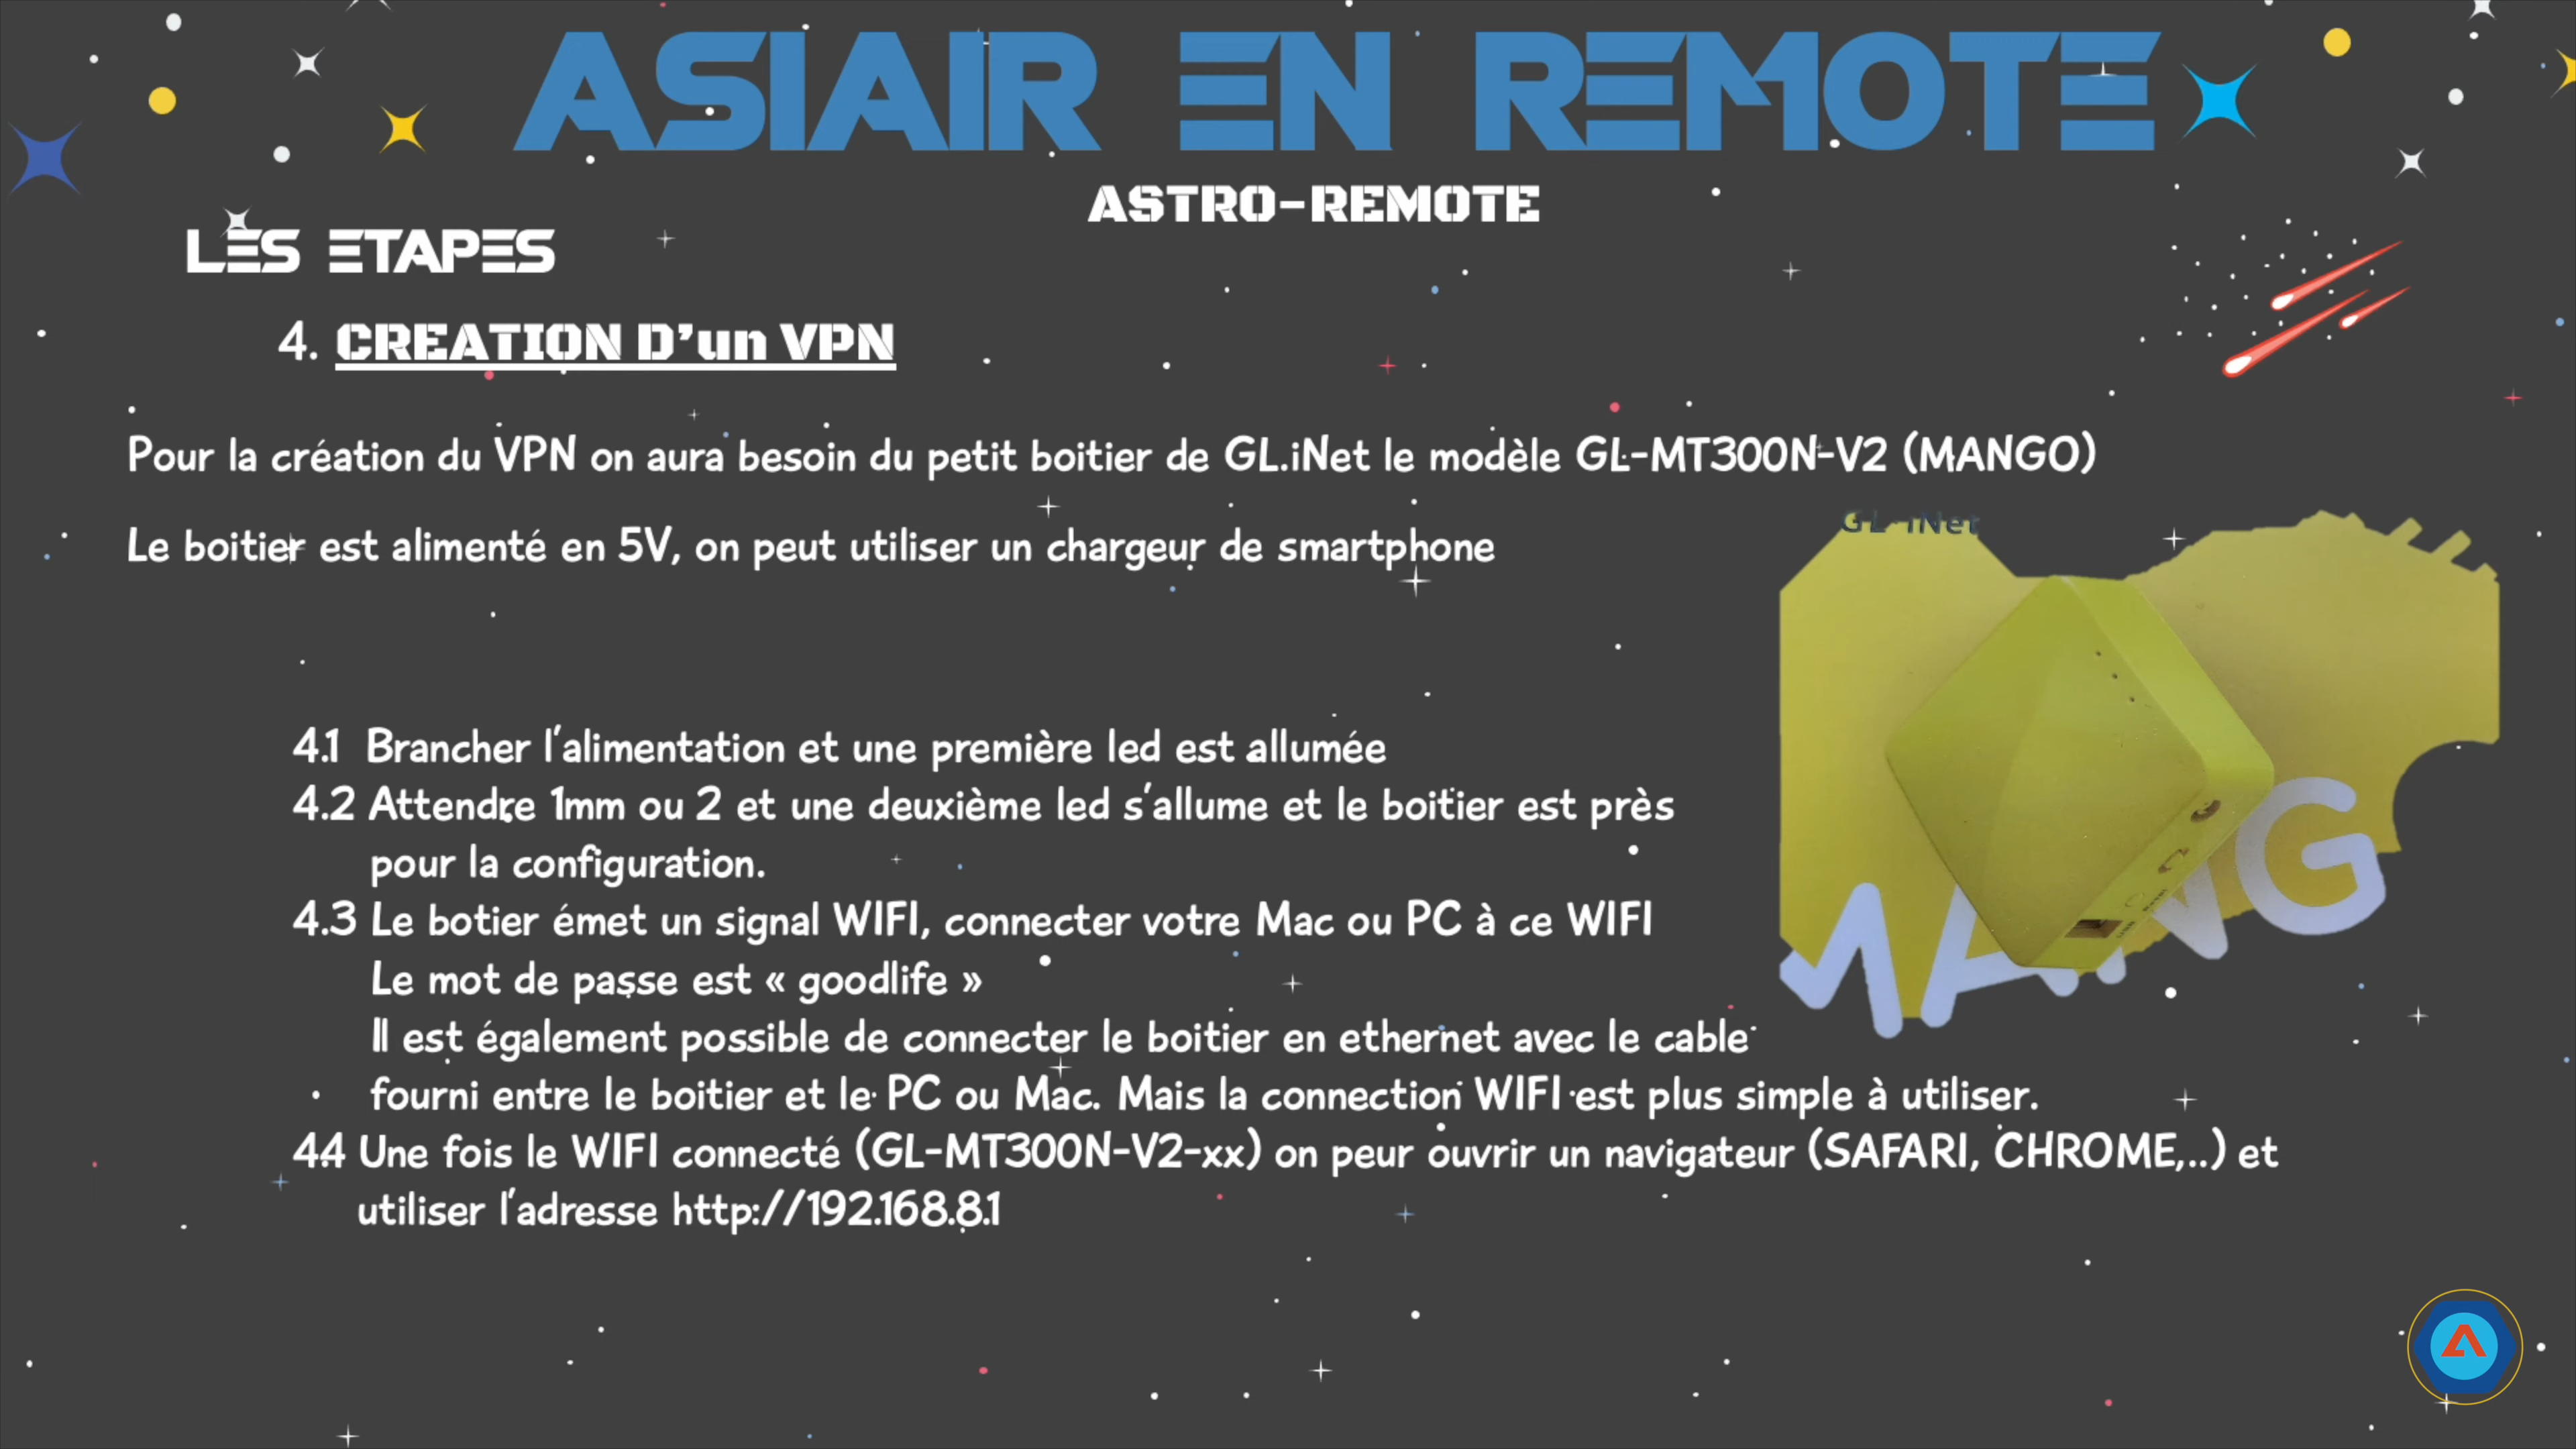 ASIAIR EN REMOTE
ASTRO-REMOTE
LES ETAPES
4. CREATION D'un VPN
Pour la création du VPN on aura besoin du petit boitier de GL.iNet le modèle GL-MT300N-V2 (MANGO)
Le boitier est alimenté en 5V, on peut utiliser un chargeur de smartphone
GL·iNet
MANG
4.1 Brancher l'alimentation et une première led est allumée
4.2 Attendre 1mm ou 2 et une deuxième led s'allume et le boitier est près
pour la configuration.
4.3 Le botier émet un signal WIFI, connecter votre Mac ou PC à ce WIFI
Le mot de passe est « goodlife »
Il est également possible de connecter le boitier en ethernet avec le cable
fourni entre le boitier et le PC ou Mac. Mais la connection WIFI est plus simple à utiliser.
4.4 Une fois le WIFI connecté (GL-MT300N-V2-xx) on peur ouvrir un navigateur (SAFARI, CHROME,..) et
utiliser l'adresse http://192.168.8.1